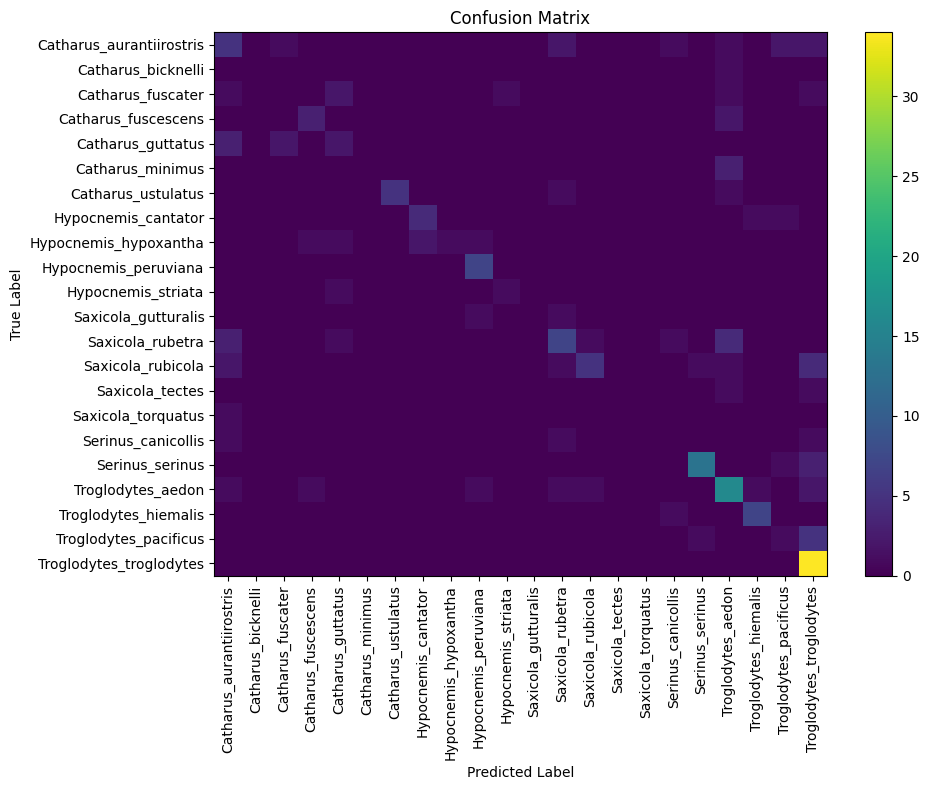 Confusion Matrix
True Label
Catharus_aurantiirostris
Catharus_bicknelli
Catharus_fuscater
Catharus_fuscescens
Catharus_guttatus
Catharus_minimus
Catharus_ustulatus
Hypocnemis_cantator
Hypocnemis_hypoxantha
Hypocnemis_peruviana
Hypocnemis_striata
Saxicola_gutturalis
Saxicola_rubetra
Saxicola_rubicola
Saxicola_tectes
Saxicola_torquatus
Serinus_canicollis
Serinus_serinus
Troglodytes_aedon
Troglodytes_hiemalis
Troglodytes_pacificus
Troglodytes_troglodytes
Catharus_aurantiirostris
Catharus_bicknelli
Catharus_fuscater
Catharus_fuscescens
Catharus_guttatus
Catharus_minimus
Catharus_ustulatus
Hypocnemis_cantator
Hypocnemis_hypoxantha
Hypocnemis_peruviana
Hypocnemis_striata
Saxicola_gutturalis
Saxicola_rubetra
Saxicola_rubicola
Saxicola_tectes
Saxicola_torquatus
Serinus_canicollis
Serinus_serinus
Troglodytes_aedon
Troglodytes_hiemalis
Troglodytes_pacificus
Troglodytes_troglodytes
Predicted Label
30
25
20
15
10
5
0